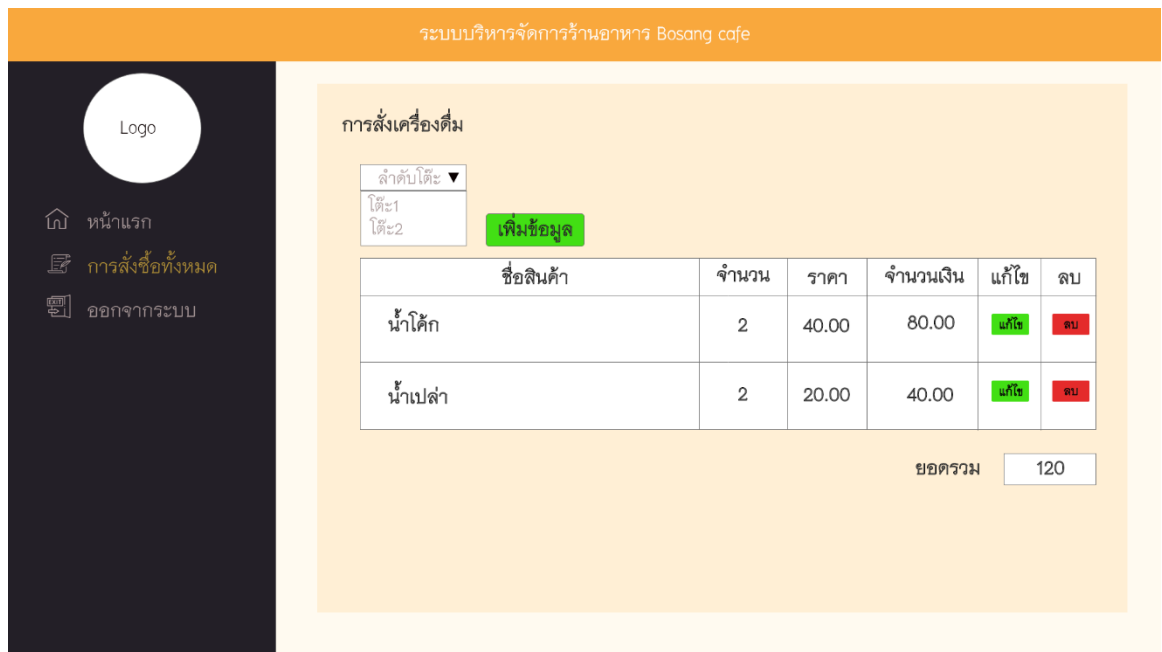 ระบบบริหารจัดการร้านอาหาร Bosang cafe
Logo
หน้าแรก
การสั่งซื้อทั้งหมด
EXIT
ออกจากระบบ
การสั่งเครื่องดื่ม
ลำดับโต๊ะ ▼
โต๊ะ1
โต๊ะ2
เพิ่มข้อมูล
ชื่อสินค้า จำนวน ราคา จำนวนเงิน แก้ไข ลบ
น้ำโค้ก 2 40.00 80.00 แก้ไข ลบ
น้ำเปล่า 2 20.00 40.00 แก้ไข ลบ
ยอดรวม 120